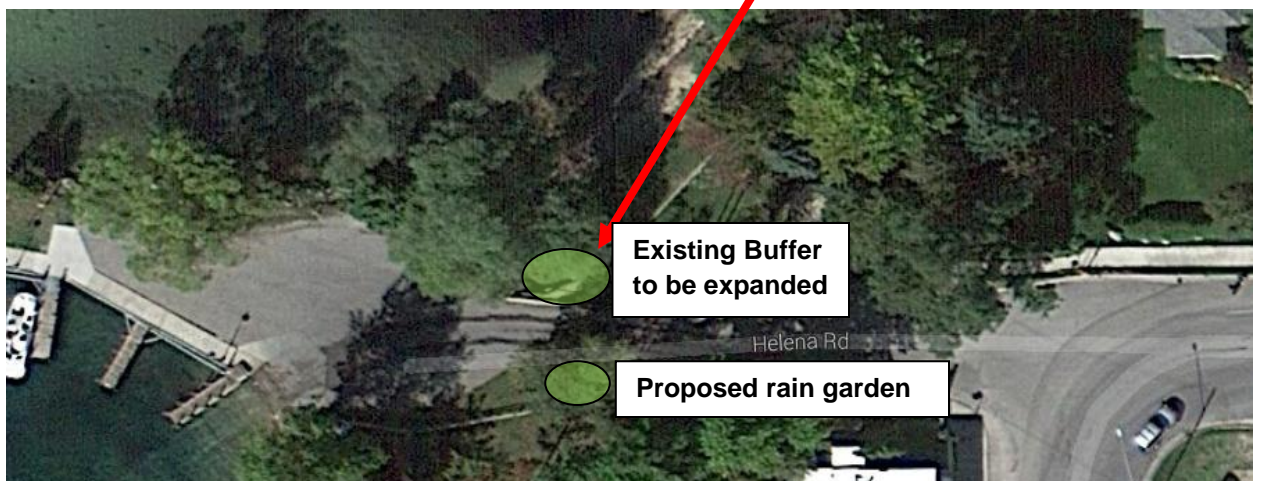 Existing Buffer
to be expanded
Helena Rd
Proposed rain garden